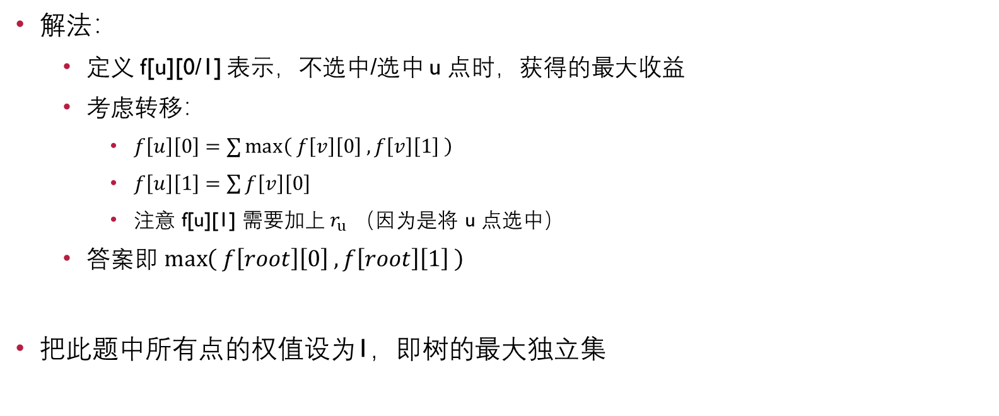 • 解法：
• 定义 f[u][0/1] 表示，不选中/选中 u 点时，获得的最大收益
• 考虑转移：
• f[u][0] = ∑ max( f[v][0] , f[v][1] )
• f[u][1] = ∑ f[v][0]
• 注意 f[u][1] 需要加上 r_u （因为是将 u 点选中）
• 答案即 max( f[root][0] , f[root][1] )
• 把此题中所有点的权值设为1，即树的最大独立集